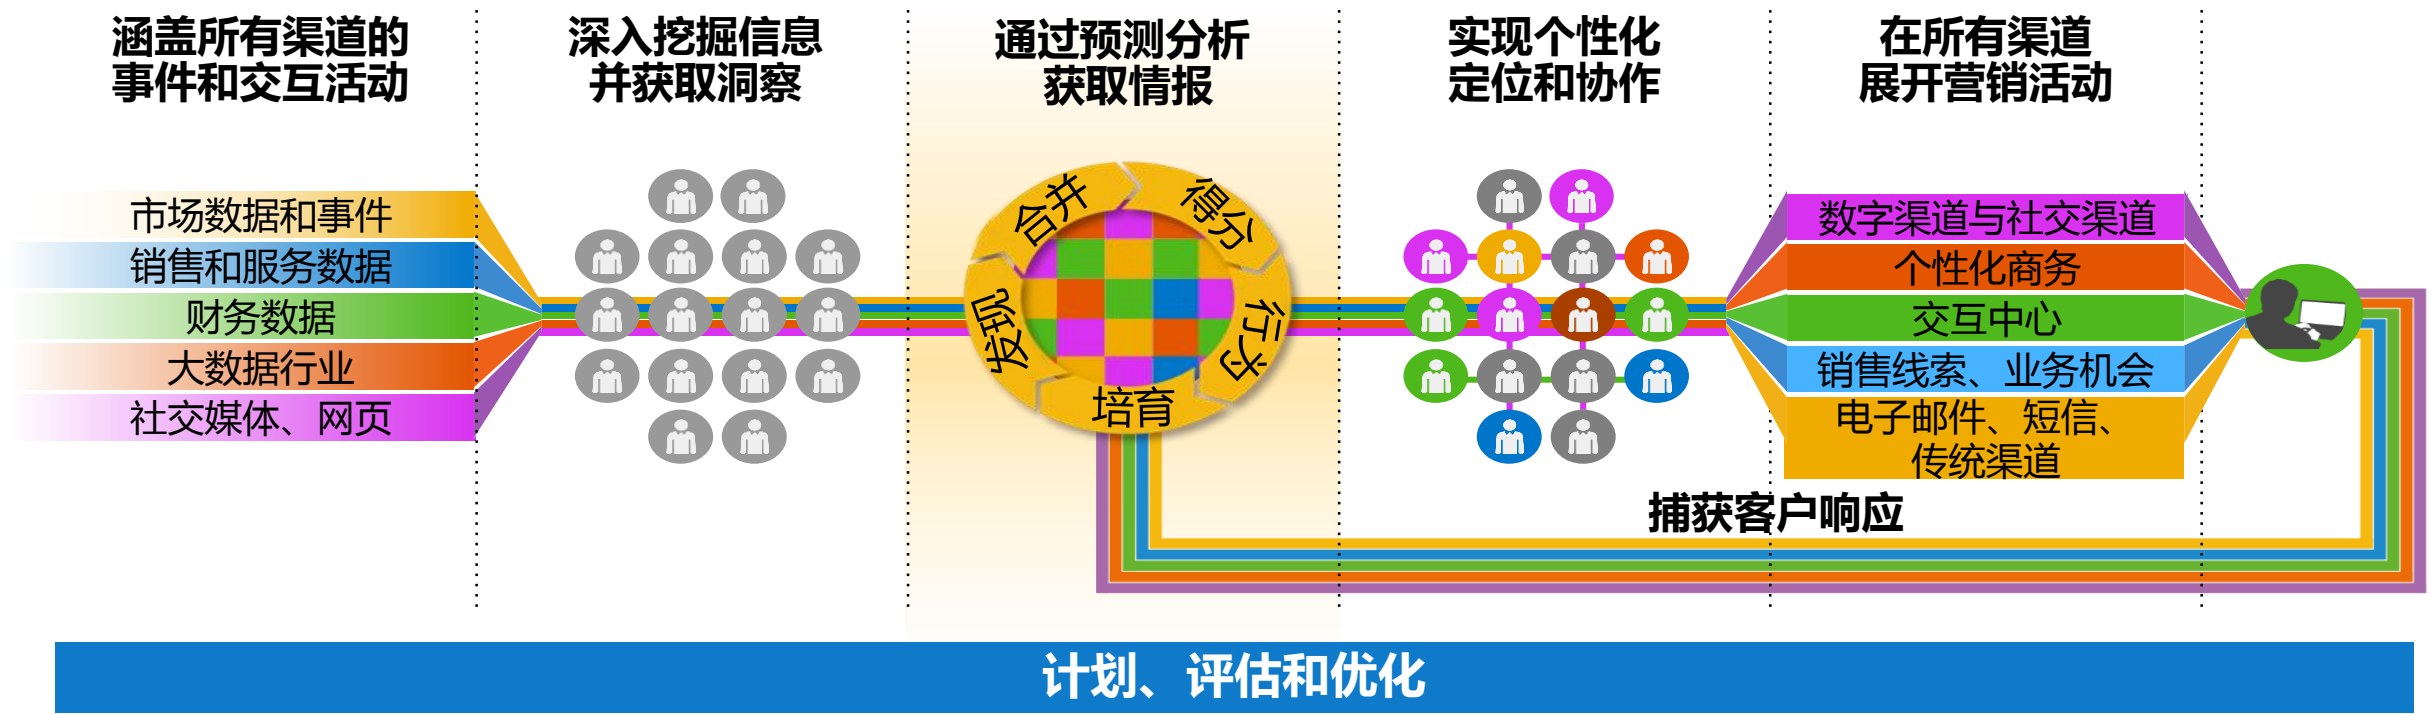 涵盖所有渠道的
事件和交互活动
深入挖掘信息
并获取洞察
通过预测分析
获取情报
实现个性化
定位和协作
在所有渠道
展开营销活动
市场数据和事件
销售和服务数据
财务数据
大数据行业
社交媒体、网页
合并
得分
行为
培育
发现
数字渠道与社交渠道
个性化商务
交互中心
销售线索、业务机会
电子邮件、短信、
传统渠道
捕获客户响应
计划、评估和优化